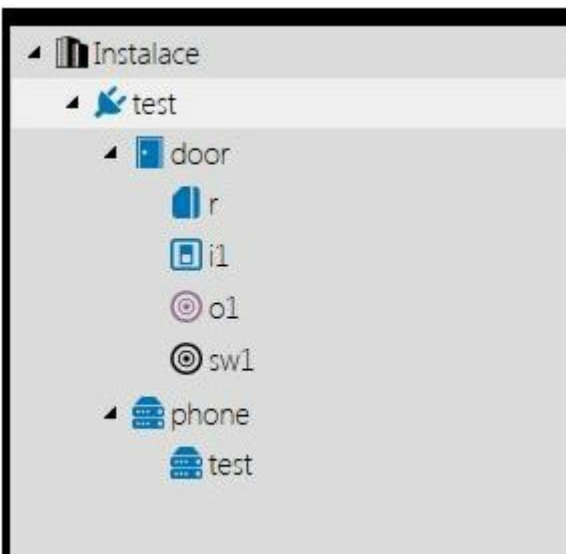 Instalace
test
door
r
i1
o1
sw1
phone
test